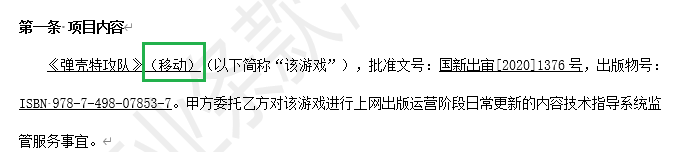 第一条 项目内容
《弹壳特攻队》（移动）（以下简称“该游戏”），批准文号：国新出审[2020]1376号，出版物号：
ISBN 978-7-498-07853-7。甲方委托乙方对该游戏进行上网出版运营阶段日常更新的内容技术指导系统监
管服务事宜。